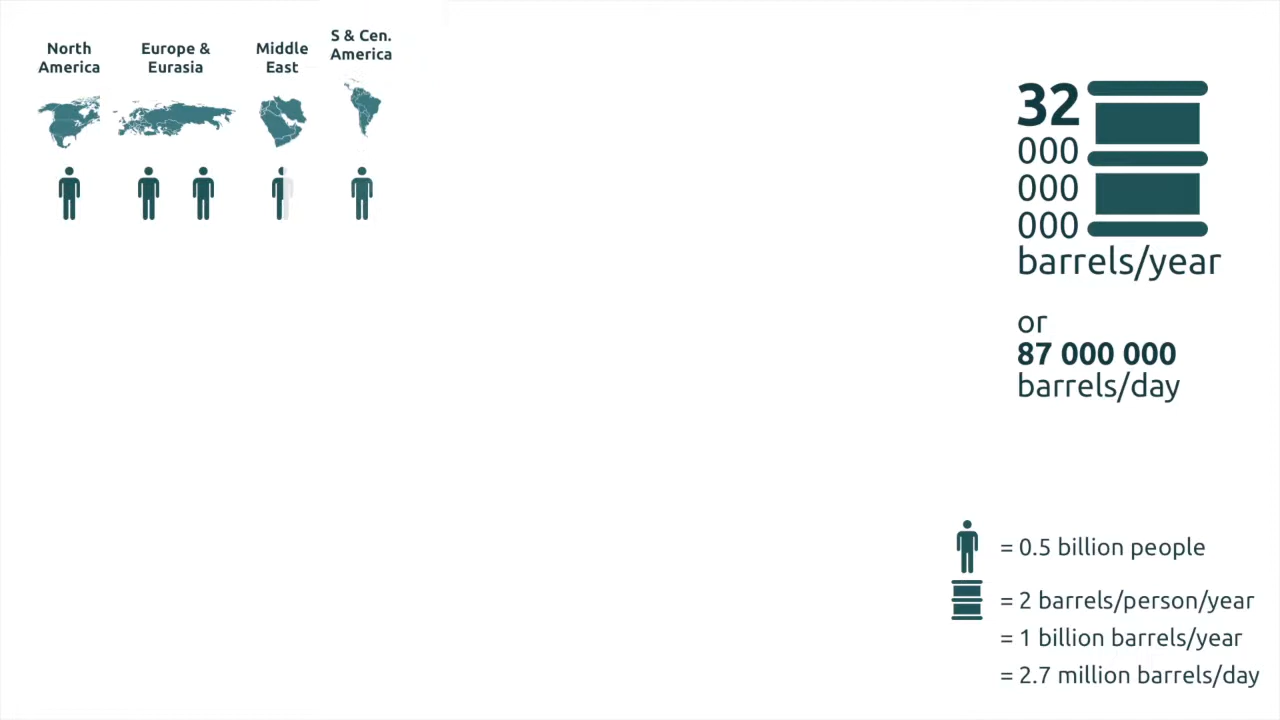 North
America
Europe &
Eurasia
Middle
East
S & Cen.
America
32
000
000
000
barrels/year
or
87 000 000
barrels/day
= 0.5 billion people
= 2 barrels/person/year
= 1 billion barrels/year
= 2.7 million barrels/day